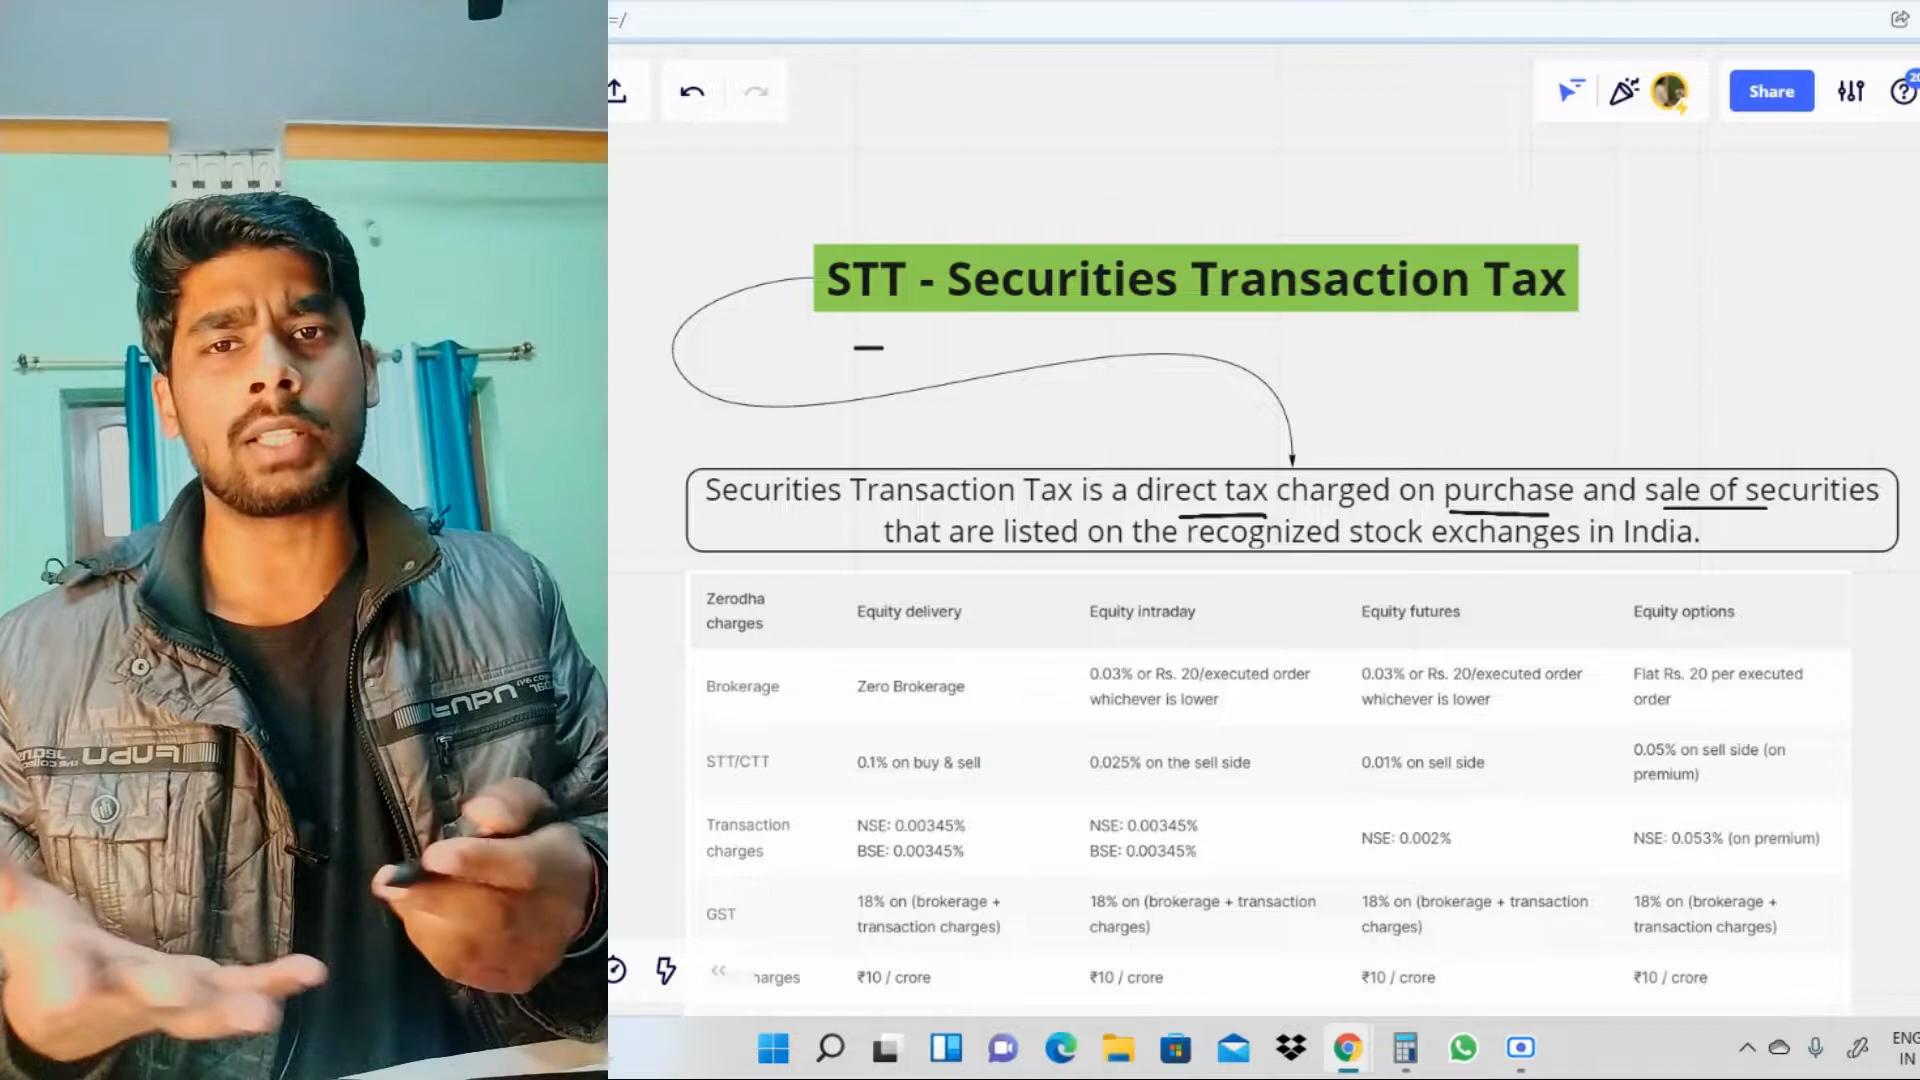 =/
Share
20
STT - Securities Transaction Tax
Securities Transaction Tax is a direct tax charged on purchase and sale of securities
that are listed on the recognized stock exchanges in India.
Zerodha charges
Equity delivery
Equity intraday
Equity futures
Equity options
Brokerage
Zero Brokerage
0.03% or Rs. 20/executed order
whichever is lower
0.03% or Rs. 20/executed order
whichever is lower
Flat Rs. 20 per executed
order
STT/CTT
0.1% on buy & sell
0.025% on the sell side
0.01% on sell side
0.05% on sell side (on
premium)
Transaction
charges
NSE: 0.00345%
BSE: 0.00345%
NSE: 0.00345%
BSE: 0.00345%
NSE: 0.002%
NSE: 0.053% (on premium)
GST
18% on (brokerage +
transaction charges)
18% on (brokerage + transaction
charges)
18% on (brokerage + transaction
charges)
18% on (brokerage +
transaction charges)
harges
₹10 / crore
₹10 / crore
₹10 / crore
₹10 / crore
ENG
IN